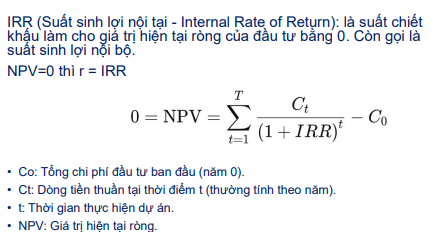 IRR (Suất sinh lợi nội tại - Internal Rate of Return): là suất chiết
khấu làm cho giá trị hiện tại ròng của đầu tư bằng 0. Còn gọi là
suất sinh lợi nội bộ.
NPV=0 thì r = IRR
0 = NPV = \sum_{t=1}^{T} \frac{C_t}{(1 + IRR)^t} - C_0
• Co: Tổng chi phí đầu tư ban đầu (năm 0).
• Ct: Dòng tiền thuần tại thời điểm t (thường tính theo năm).
• t: Thời gian thực hiện dự án.
• NPV: Giá trị hiện tại ròng.